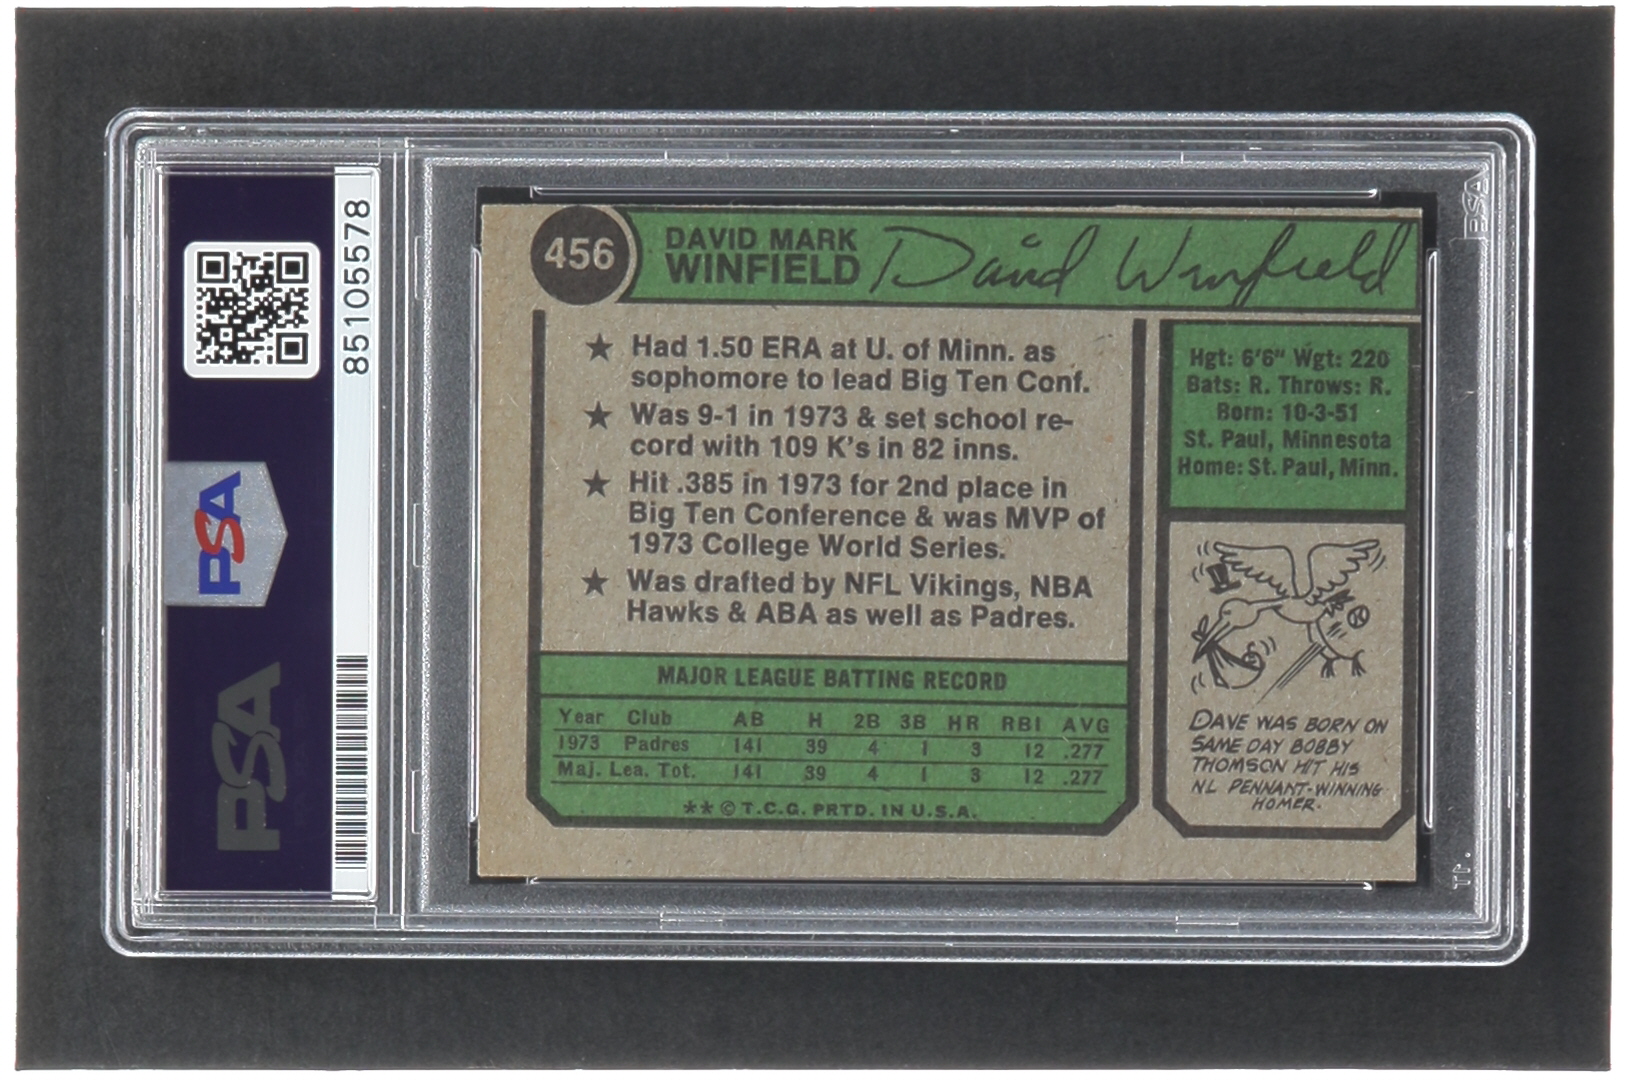 85105578
PSA
PSA
456
DAVID MARK
WINFIELD
David Winfield
★ Had 1.50 ERA at U. of Minn. as
sophomore to lead Big Ten Conf.
★ Was 9-1 in 1973 & set school re-
cord with 109 K's in 82 inns.
★ Hit .385 in 1973 for 2nd place in
Big Ten Conference & was MVP of
1973 College World Series.
★ Was drafted by NFL Vikings, NBA
Hawks & ABA as well as Padres.
MAJOR LEAGUE BATTING RECORD
Year Club AB H 2B 3B HR RBI AVG
1973 Padres 141 39 4 1 3 12 .277
Maj. Lea. Tot. 141 39 4 1 3 12 .277
** © T.C.G. PRTD. IN U.S.A.
Hgt: 6'6" Wgt: 220
Bats: R. Throws: R.
Born: 10-3-51
St. Paul, Minnesota
Home: St. Paul, Minn.
DAVE WAS BORN ON
SAME DAY BOBBY
THOMSON HIT HIS
NL PENNANT-WINNING
HOMER.
PSA